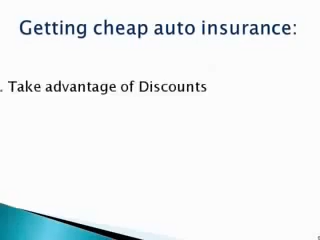 Getting cheap auto insurance:
. Take advantage of Discounts